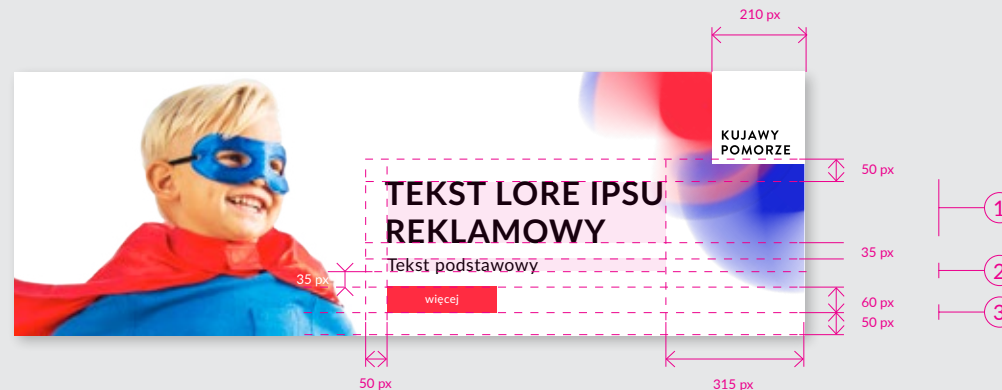 210 px
KUJAWY
POMORZE
50 px
TEKST LORE IPSU
REKLAMOWY
1
35 px
Tekst podstawowy
2
35 px
więcej
60 px
3
50 px
50 px
315 px